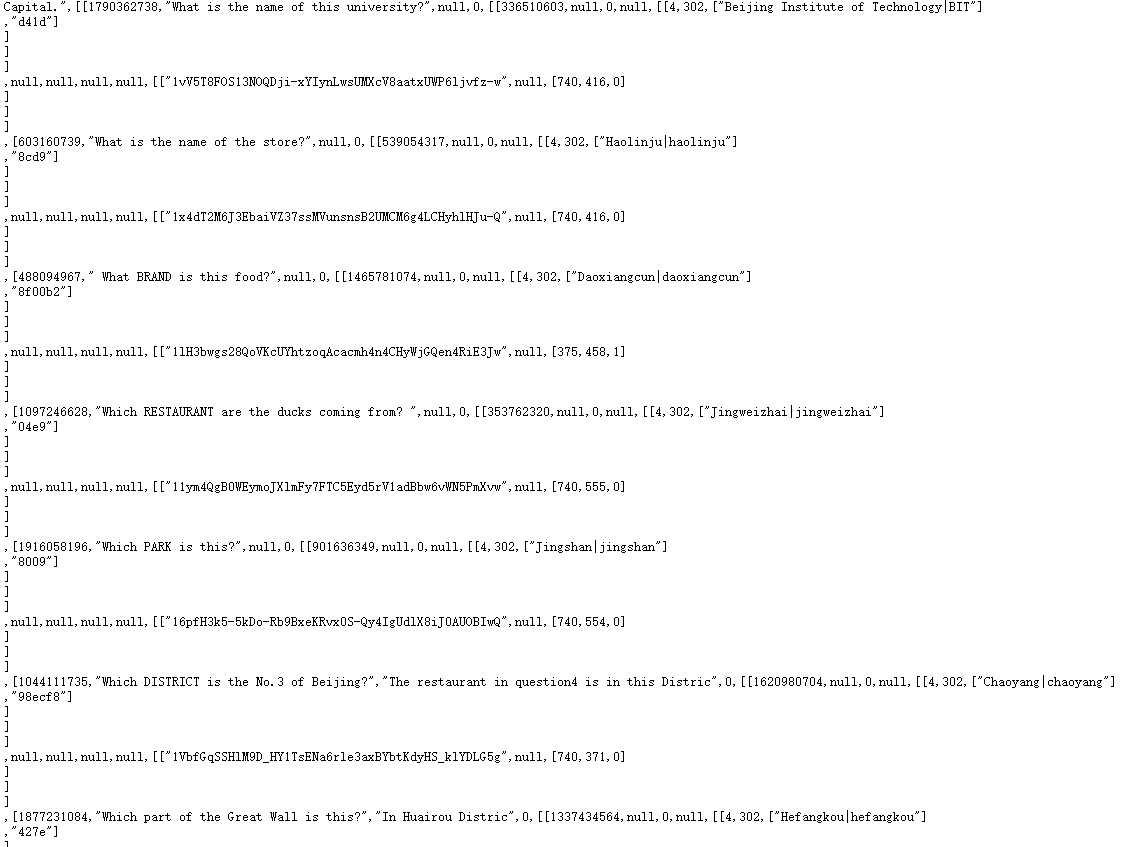 Capital.",[[1790362738,"What is the name of this university?",null,0,[[336510603,null,0,null,[[4,302,["Beijing Institute of Technology|BIT"]
,"d41d"]
]
]
]
,null,null,null,null,[["1vV5T8FOS13NOQDji-xYIynLwsUMXcV8aatxUWP6ljvfz-w",null,[740,416,0]
]
]
]
,[603160739,"What is the name of the store?",null,0,[[539054317,null,0,null,[[4,302,["Haolinju|haolinju"]
,"8cd9"]
]
]
]
,null,null,null,null,[["1x4dT2M6J3EbaiVZ37ssMVunsnsB2UMCM6g4LCHyhlHJu-Q",null,[740,416,0]
]
]
]
,[488094967," What BRAND is this food?",null,0,[[1465781074,null,0,null,[[4,302,["Daoxiangcun|daoxiangcun"]
,"8f00b2"]
]
]
]
,null,null,null,null,[["1lH3bwgs28QoVKcUYhtzoqAcacmh4n4CHyWjGQen4RiE3Jw",null,[375,458,1]
]
]
]
,[1097246628,"Which RESTAURANT are the ducks coming from? ",null,0,[[353762320,null,0,null,[[4,302,["Jingweizhai|jingweizhai"]
,"04e9"]
]
]
]
,null,null,null,null,[["11ym4QgB0WEymoJXlmFy7FTC5Eyd5rV1adBbw6vWN5PmXvw",null,[740,555,0]
]
]
]
,[1916058196,"Which PARK is this?",null,0,[[901636349,null,0,null,[[4,302,["Jingshan|jingshan"]
,"8009"]
]
]
]
,null,null,null,null,[["16pfH3k5-5kDo-Rb9BxeKRvx0S-Qy4IgUdlX8iJ0AUOBIwQ",null,[740,554,0]
]
]
]
,[1044111735,"Which DISTRICT is the No.3 of Beijing?","The restaurant in question4 is in this Distric",0,[[1620980704,null,0,null,[[4,302,["Chaoyang|chaoyang"]
,"98ecf8"]
]
]
]
,null,null,null,null,[["1VbfGqSSHlM9D_HY1TsENa6rle3axBYbtKdyHS_klYDLG5g",null,[740,371,0]
]
]
]
,[1877231084,"Which part of the Great Wall is this?","In Huairou Distric",0,[[1337434564,null,0,null,[[4,302,["Hefangkou|hefangkou"]
,"427e"]
]